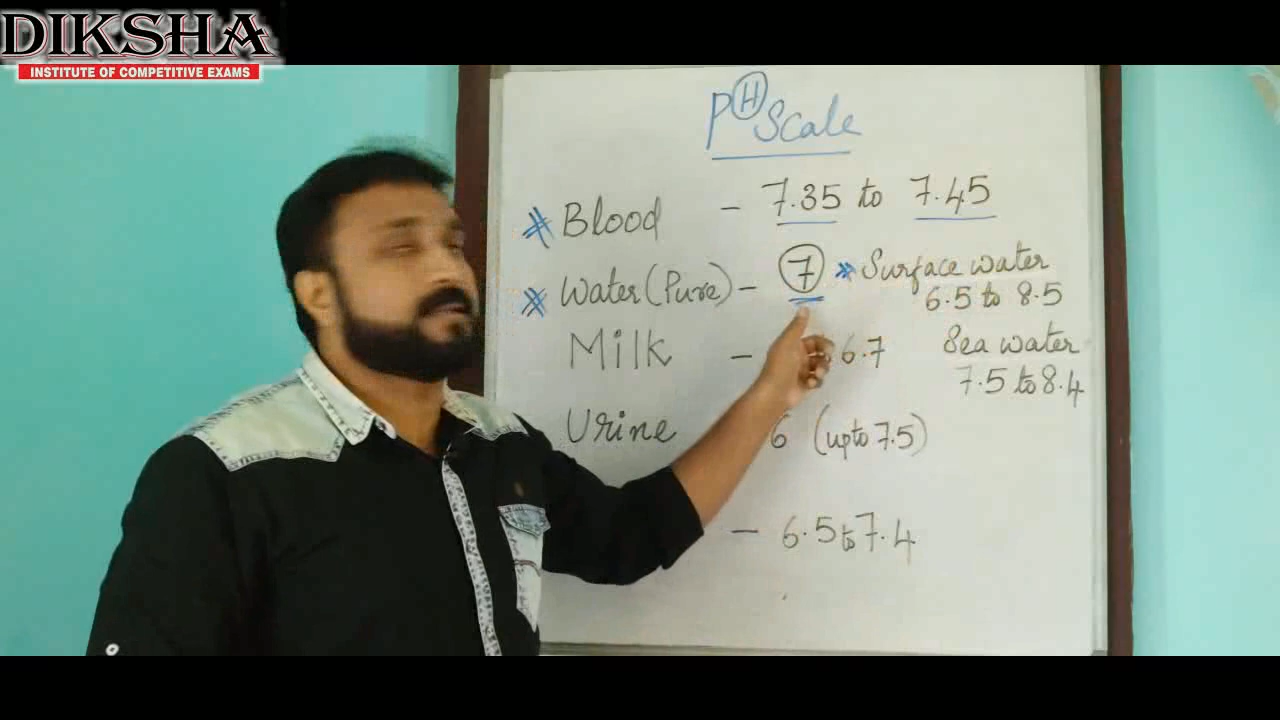 DIKSHA
INSTITUTE OF COMPETITIVE EXAMS
PH Scale
* Blood - 7.35 to 7.45
* Water (Pure) - 7 » Surface water
6.5 to 8.5
Milk - 6.7 Sea water
7.5 to 8.4
Urine 6 (upto 7.5)
- 6.5 to 7.4